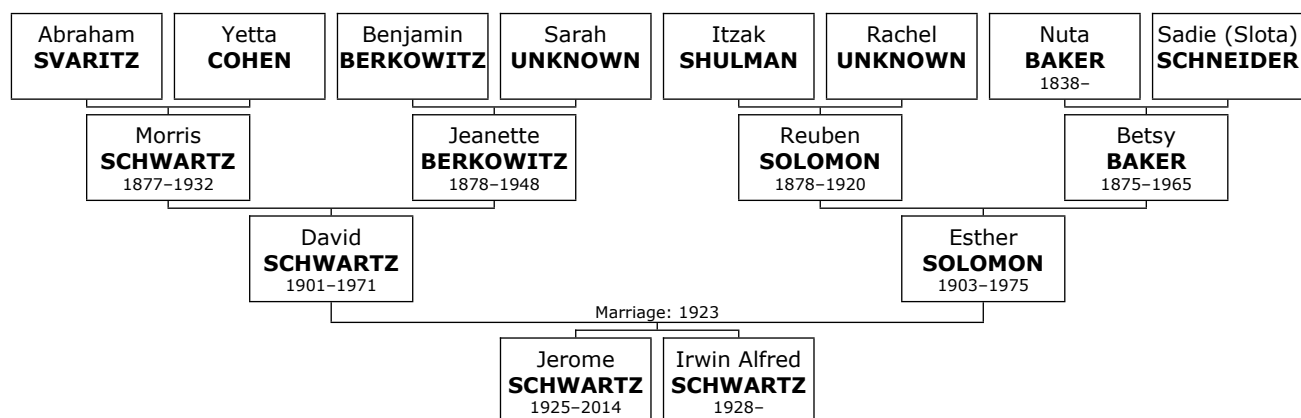 Abraham
SVARITZ
Yetta
COHEN
Benjamin
BERKOWITZ
Sarah
UNKNOWN
Itzak
SHULMAN
Rachel
UNKNOWN
Nuta
BAKER
1838–
Sadie (Slota)
SCHNEIDER
Morris
SCHWARTZ
1877–1932
Jeanette
BERKOWITZ
1878–1948
Reuben
SOLOMON
1878–1920
Betsy
BAKER
1875–1965
David
SCHWARTZ
1901–1971
Esther
SOLOMON
1903–1975
Marriage: 1923
Jerome
SCHWARTZ
1925–2014
Irwin Alfred
SCHWARTZ
1928–